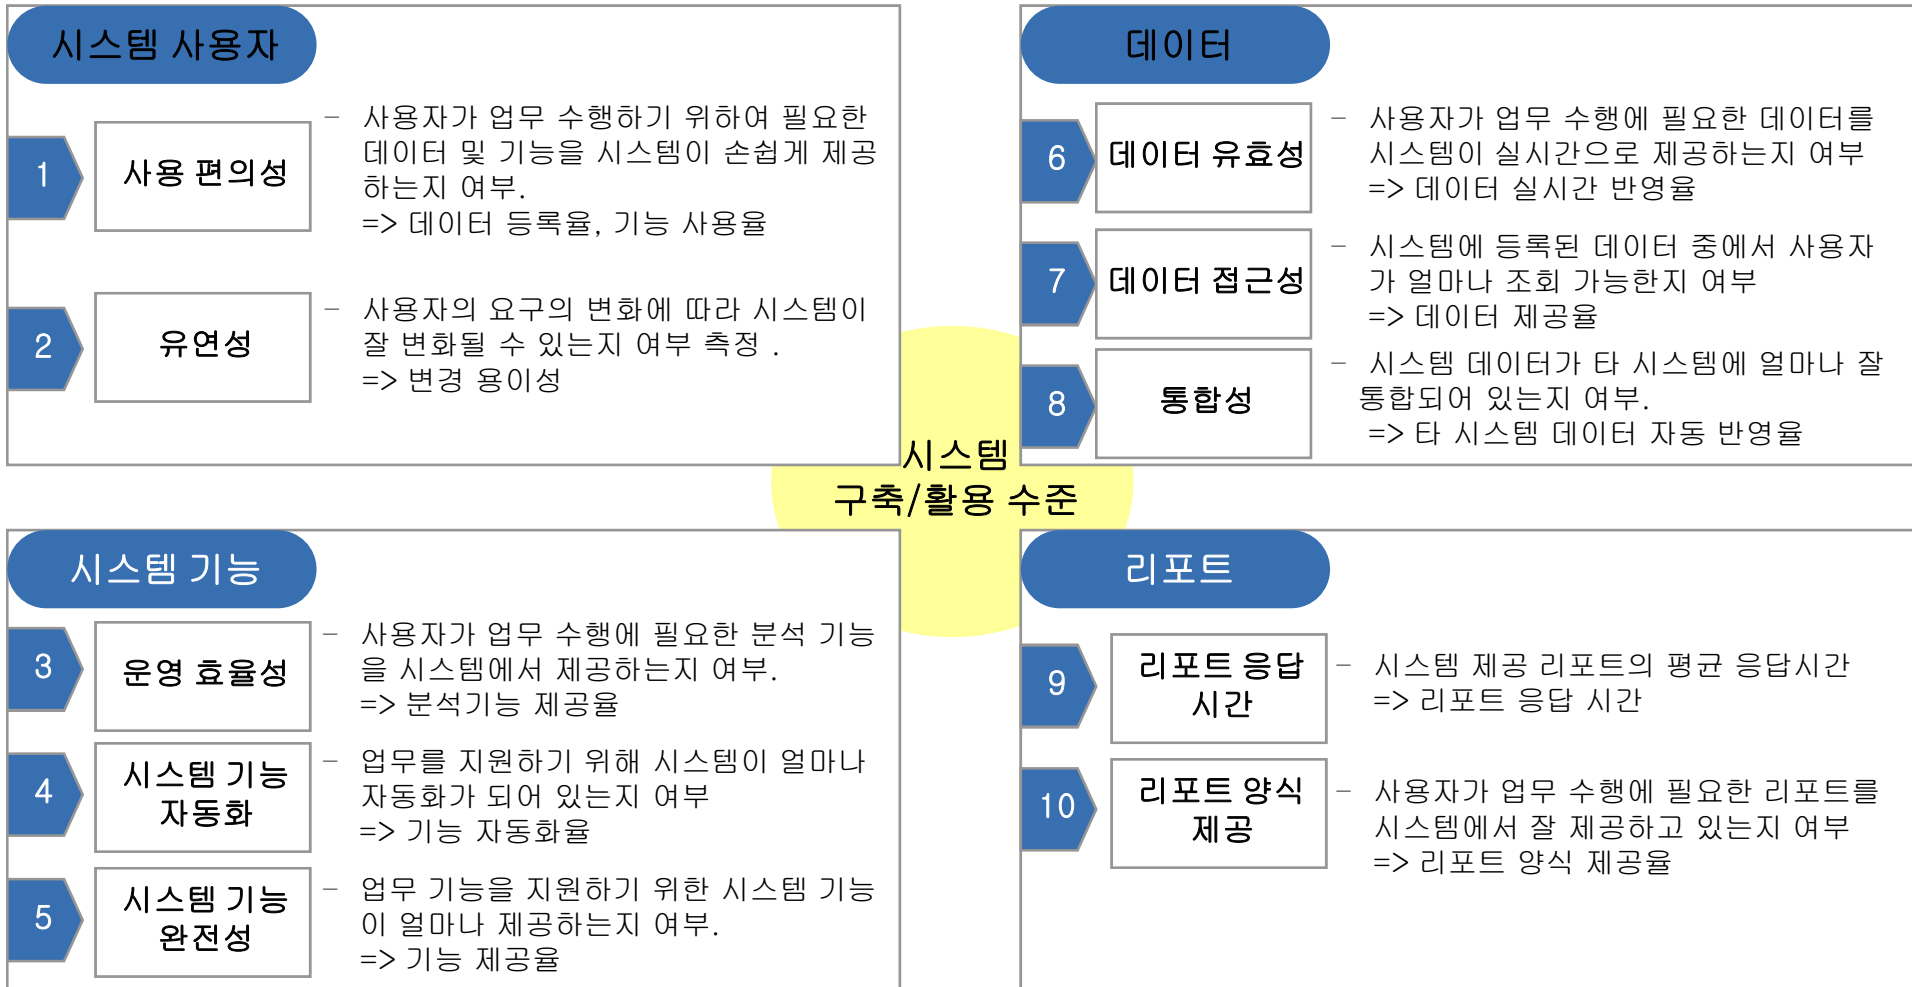 시스템 사용자
1
사용 편의성
- 사용자가 업무 수행하기 위하여 필요한
데이터 및 기능을 시스템이 손쉽게 제공
하는지 여부.
=> 데이터 등록율, 기능 사용율
2
유연성
- 사용자의 요구의 변화에 따라 시스템이
잘 변화될 수 있는지 여부 측정 .
=> 변경 용이성
데이터
6
데이터 유효성
- 사용자가 업무 수행에 필요한 데이터를
시스템이 실시간으로 제공하는지 여부
=> 데이터 실시간 반영율
7
데이터 접근성
- 시스템에 등록된 데이터 중에서 사용자
가 얼마나 조회 가능한지 여부
=> 데이터 제공율
8
통합성
- 시스템 데이터가 타 시스템에 얼마나 잘
통합되어 있는지 여부.
=> 타 시스템 데이터 자동 반영율
시스템
구축/활용 수준
시스템 기능
3
운영 효율성
- 사용자가 업무 수행에 필요한 분석 기능
을 시스템에서 제공하는지 여부.
=> 분석기능 제공율
4
시스템 기능
자동화
- 업무를 지원하기 위해 시스템이 얼마나
자동화가 되어 있는지 여부
=> 기능 자동화율
5
시스템 기능
완전성
- 업무 기능을 지원하기 위한 시스템 기능
이 얼마나 제공하는지 여부.
=> 기능 제공율
리포트
9
리포트 응답
시간
- 시스템 제공 리포트의 평균 응답시간
=> 리포트 응답 시간
10
리포트 양식
제공
- 사용자가 업무 수행에 필요한 리포트를
시스템에서 잘 제공하고 있는지 여부
=> 리포트 양식 제공율